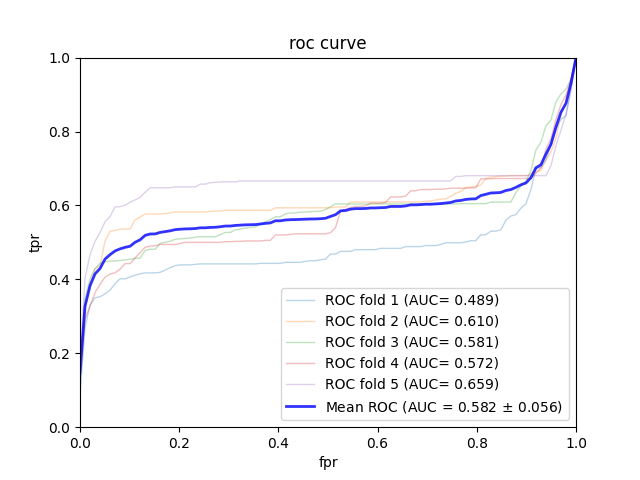 roc curve
1.0
0.8
0.6
0.4
0.2
0.0
tpr
0.0 0.2 0.4 0.6 0.8 1.0
fpr
ROC fold 1 (AUC= 0.489)
ROC fold 2 (AUC= 0.610)
ROC fold 3 (AUC= 0.581)
ROC fold 4 (AUC= 0.572)
ROC fold 5 (AUC= 0.659)
Mean ROC (AUC = 0.582 ± 0.056)